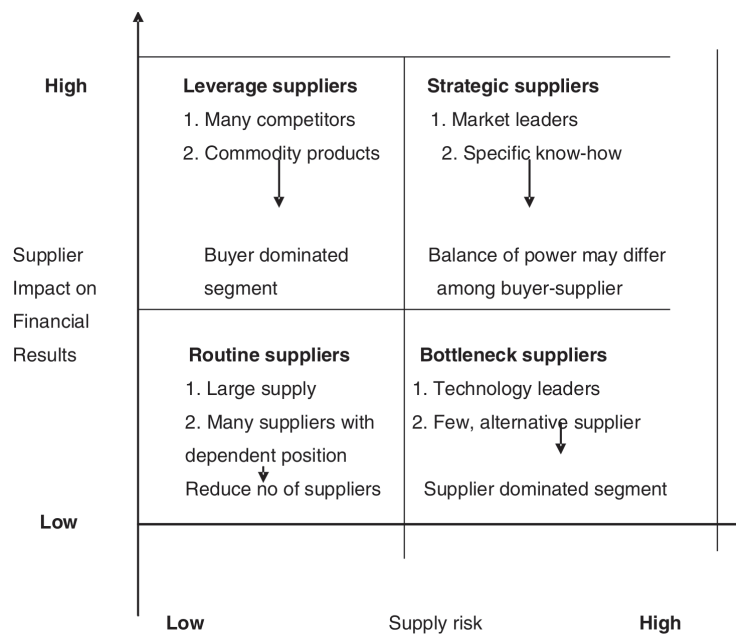 High
Leverage suppliers
1. Many competitors
2. Commodity products
Buyer dominated
segment
Strategic suppliers
1. Market leaders
2. Specific know-how
Balance of power may differ
among buyer-supplier
Supplier
Impact on
Financial
Results
Routine suppliers
1. Large supply
2. Many suppliers with
dependent position
Reduce no of suppliers
Bottleneck suppliers
1. Technology leaders
2. Few, alternative supplier
Supplier dominated segment
Low
Low
Supply risk
High